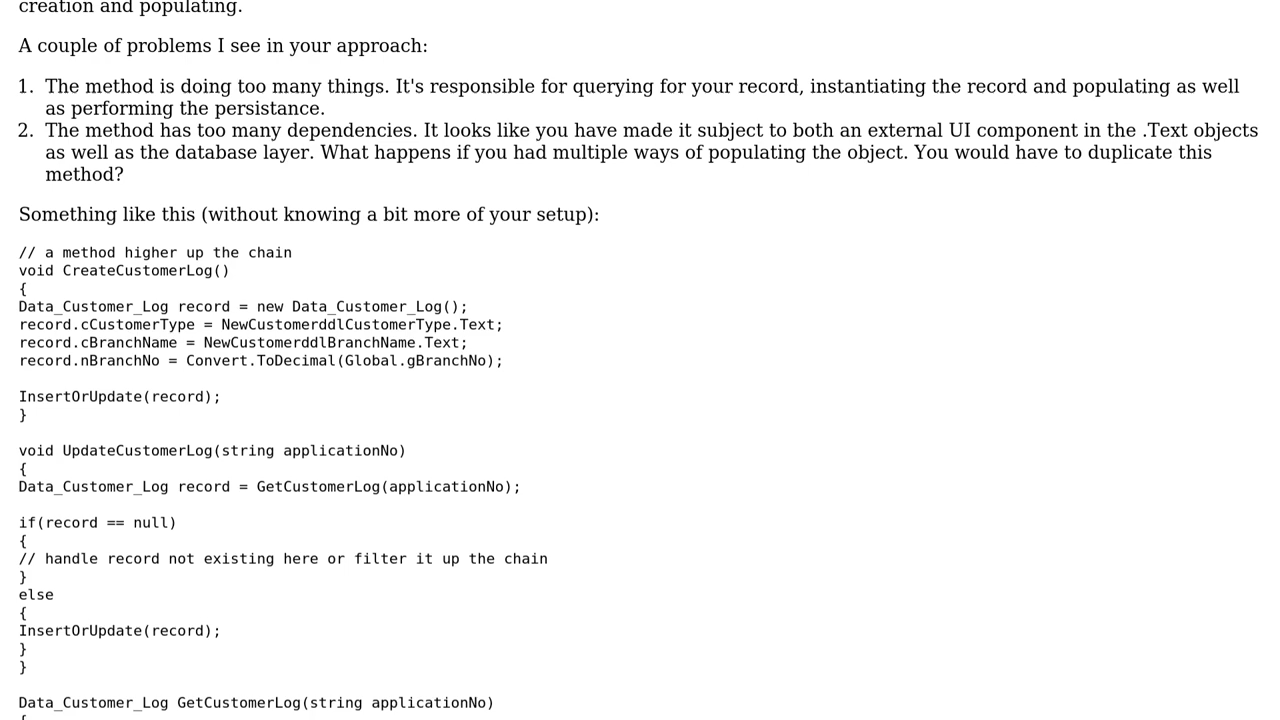 creation and populating.
A couple of problems I see in your approach:
1. The method is doing too many things. It's responsible for querying for your record, instantiating the record and populating as well
as performing the persistance.
2. The method has too many dependencies. It looks like you have made it subject to both an external UI component in the .Text objects
as well as the database layer. What happens if you had multiple ways of populating the object. You would have to duplicate this
method?
Something like this (without knowing a bit more of your setup):
// a method higher up the chain
void CreateCustomerLog()
{
Data_Customer_Log record = new Data_Customer_Log();
record.cCustomerType = NewCustomerddlCustomerType.Text;
record.cBranchName = NewCustomerddlBranchName.Text;
record.nBranchNo = Convert.ToDecimal(Global.gBranchNo);
InsertOrUpdate(record);
}
void UpdateCustomerLog(string applicationNo)
{
Data_Customer_Log record = GetCustomerLog(applicationNo);
if(record == null)
{
// handle record not existing here or filter it up the chain
}
else
{
InsertOrUpdate(record);
}
}
Data_Customer_Log GetCustomerLog(string applicationNo)
{